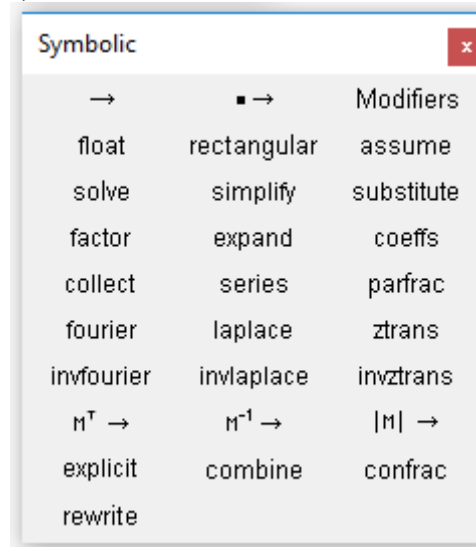 Symbolic x
→ ▪ → Modifiers
float rectangular assume
solve simplify substitute
factor expand coeffs
collect series parfrac
fourier laplace ztrans
invfourier invlaplace invztrans
Mᵀ → M⁻¹ → |M| →
explicit combine confrac
rewrite